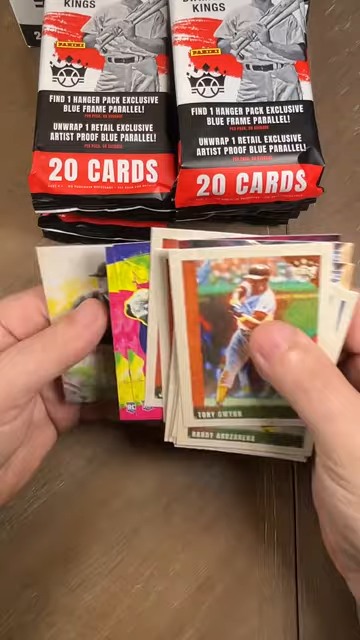 KINGS
PANINI
FIND 1 HANGER PACK EXCLUSIVE
BLUE FRAME PARALLEL!
UNWRAP 1 RETAIL EXCLUSIVE
ARTIST PROOF BLUE PARALLEL!
20 CARDS
KINGS
PANINI
FIND 1 HANGER PACK EXCLUSIVE
BLUE FRAME PARALLEL!
UNWRAP 1 RETAIL EXCLUSIVE
ARTIST PROOF BLUE PARALLEL!
20 CARDS
RC
TONY GWYNN
RANDY AROZARENA